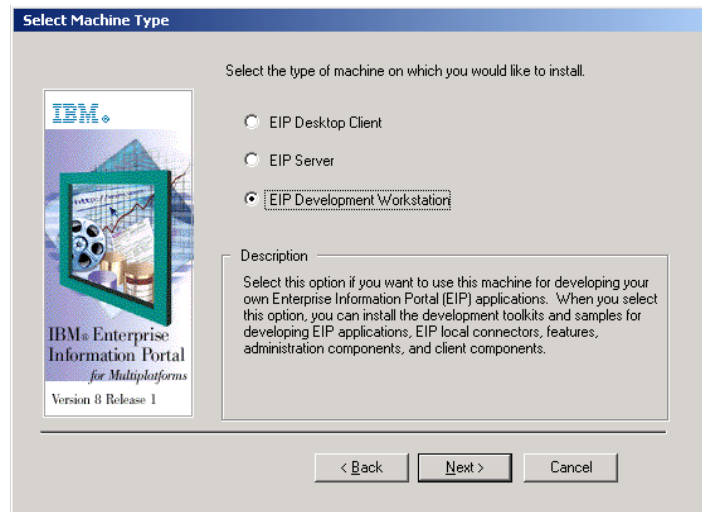 Select Machine Type
Select the type of machine on which you would like to install.
IBM®
EIP Desktop Client
EIP Server
EIP Development Workstation
Description
Select this option if you want to use this machine for developing your
own Enterprise Information Portal (EIP) applications. When you select
this option, you can install the development toolkits and samples for
developing EIP applications, EIP local connectors, features,
administration components, and client components.
IBM® Enterprise
Information Portal
for Multiplatforms
Version 8 Release 1
< Back
Next >
Cancel